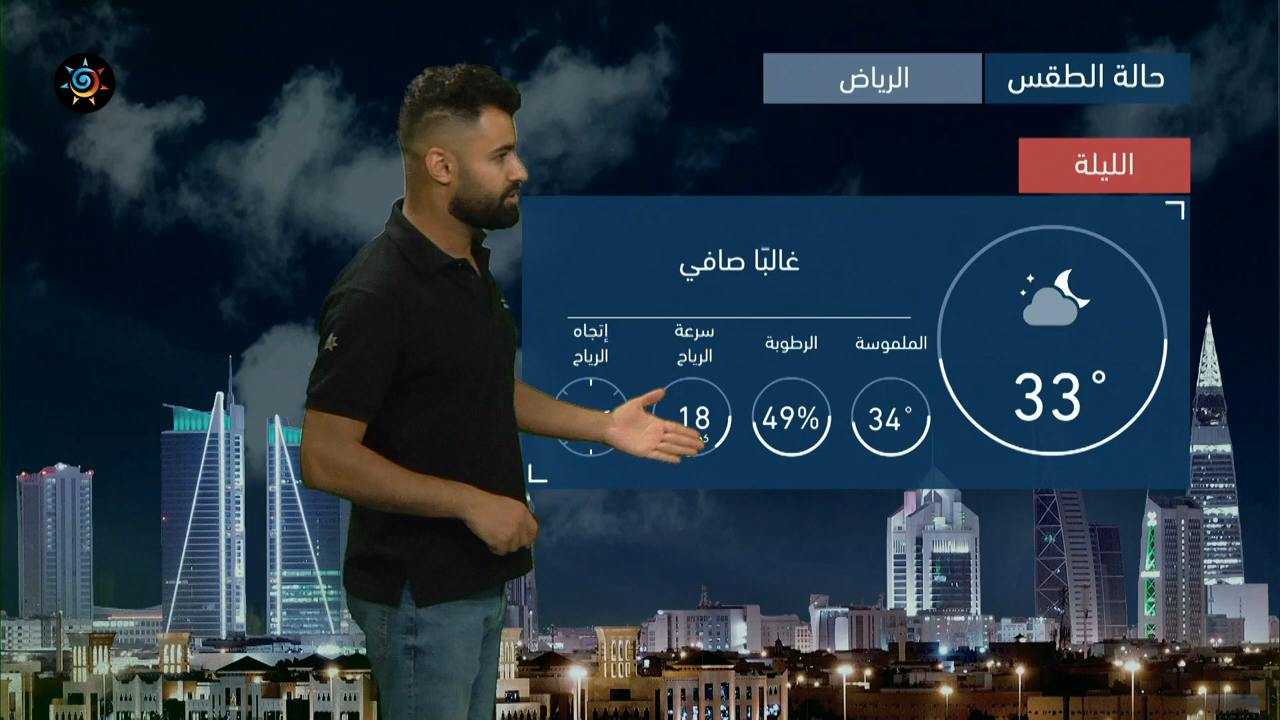 حالة الطقس
الرياض
الليلة
غالبًا صافي
33°
الملموسة
34°
الرطوبة
49%
سرعة
الرياح
18
إتجاه
الرياح